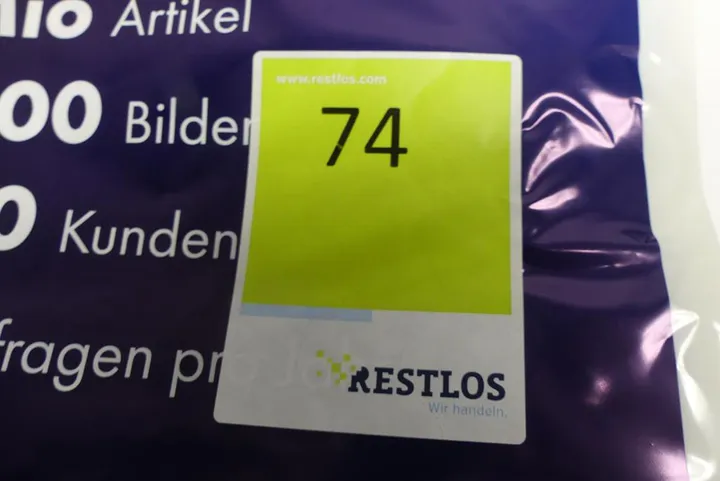 Artikel
00 Bilder
0 Kunden
fragen pro
www.restlos.com
74
RESTLOS
Wir handeln.